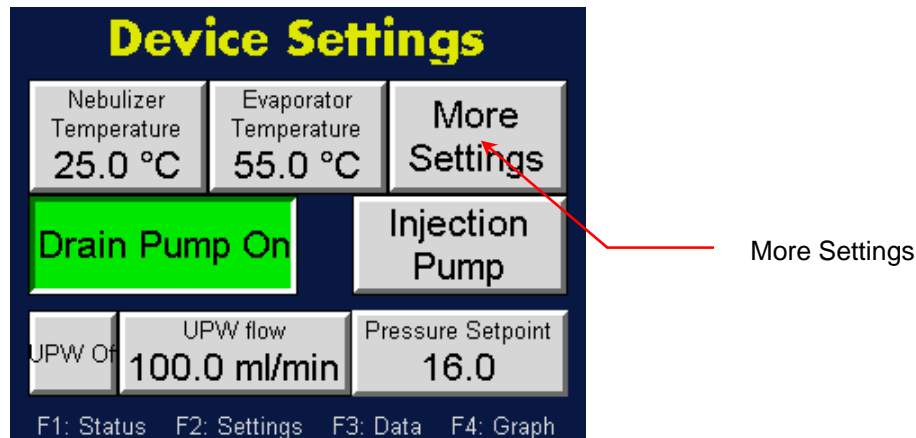 Device Settings
Nebulizer
Temperature
25.0 °C
Evaporator
Temperature
55.0 °C
More
Settings
Drain Pump On
Injection
Pump
More Settings
UPW Of
UPW flow
100.0 ml/min
Pressure Setpoint
16.0
F1: Status F2: Settings F3: Data F4: Graph